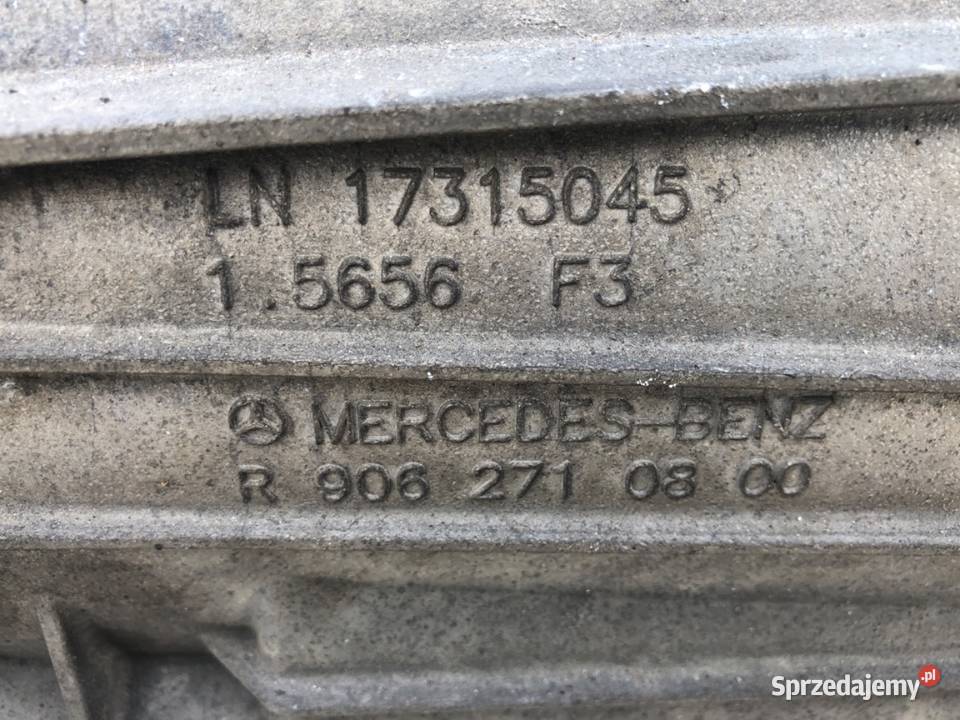 LN 17315045
1.5656 F3
MERCEDES-BENZ
R 906 271 08 00
Sprzedajemy.pl